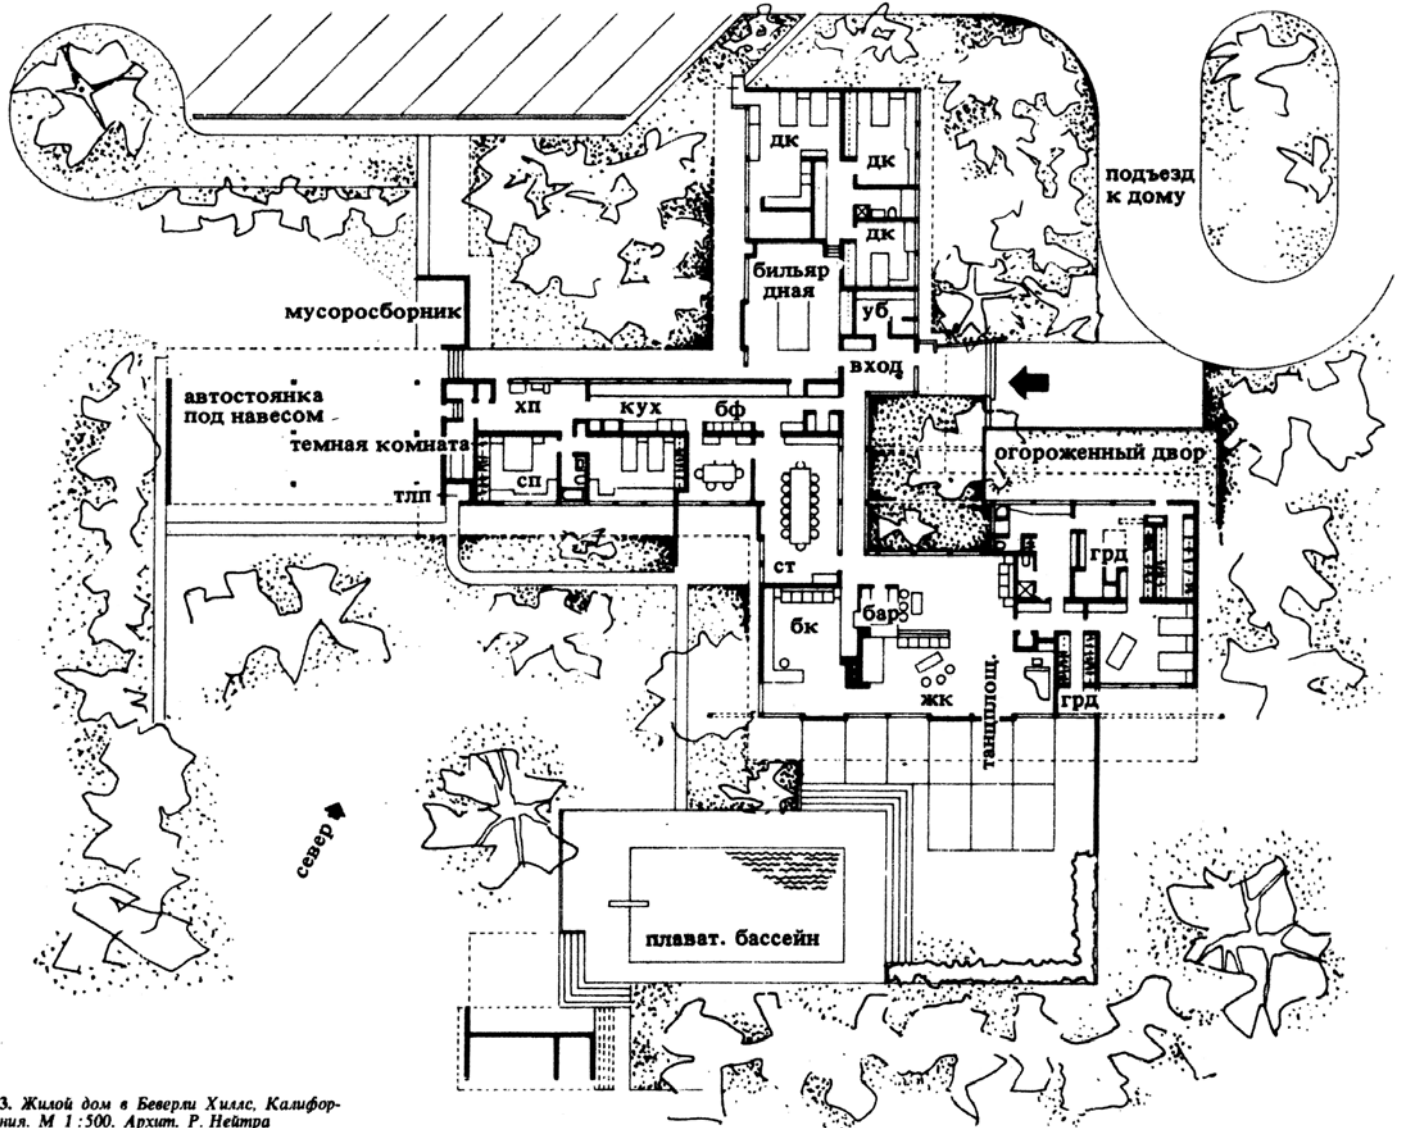 дк
дк
подъезд
к дому
дк
бильяр
дная
мусоросборник
уб
вход
автостоянка
под навесом
хп
кух
бф
темная комната
огороженный двор
сп
тлп
ст
грд
бк
бар
жк
танцплощ.
грд
север
плават. бассейн
3. Жилой дом в Беверли Хиллс, Калифор-
ния. М 1:500. Архит. Р. Нейтра